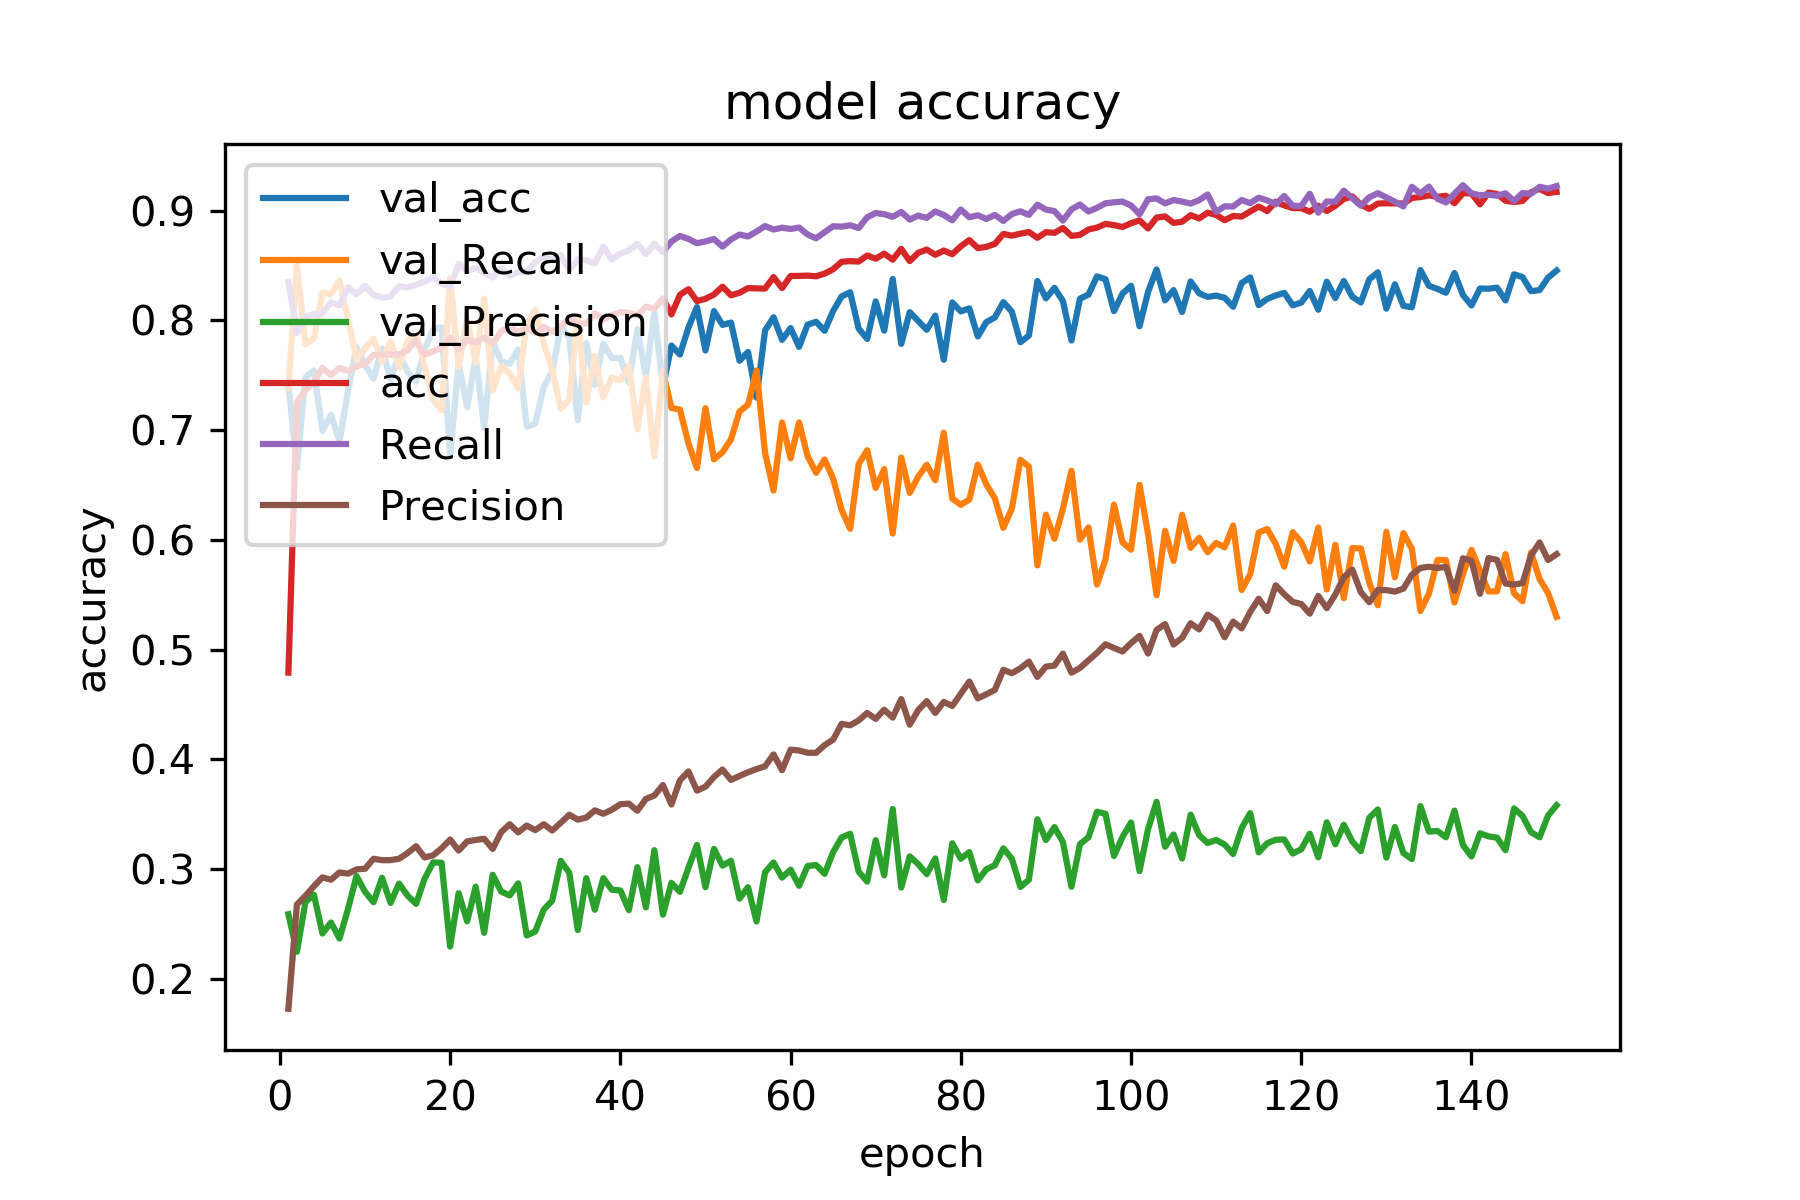 model accuracy
val_acc
val_Recall
val_Precision
acc
Recall
Precision
accuracy
0.9
0.8
0.7
0.6
0.5
0.4
0.3
0.2
0 20 40 60 80 100 120 140
epoch